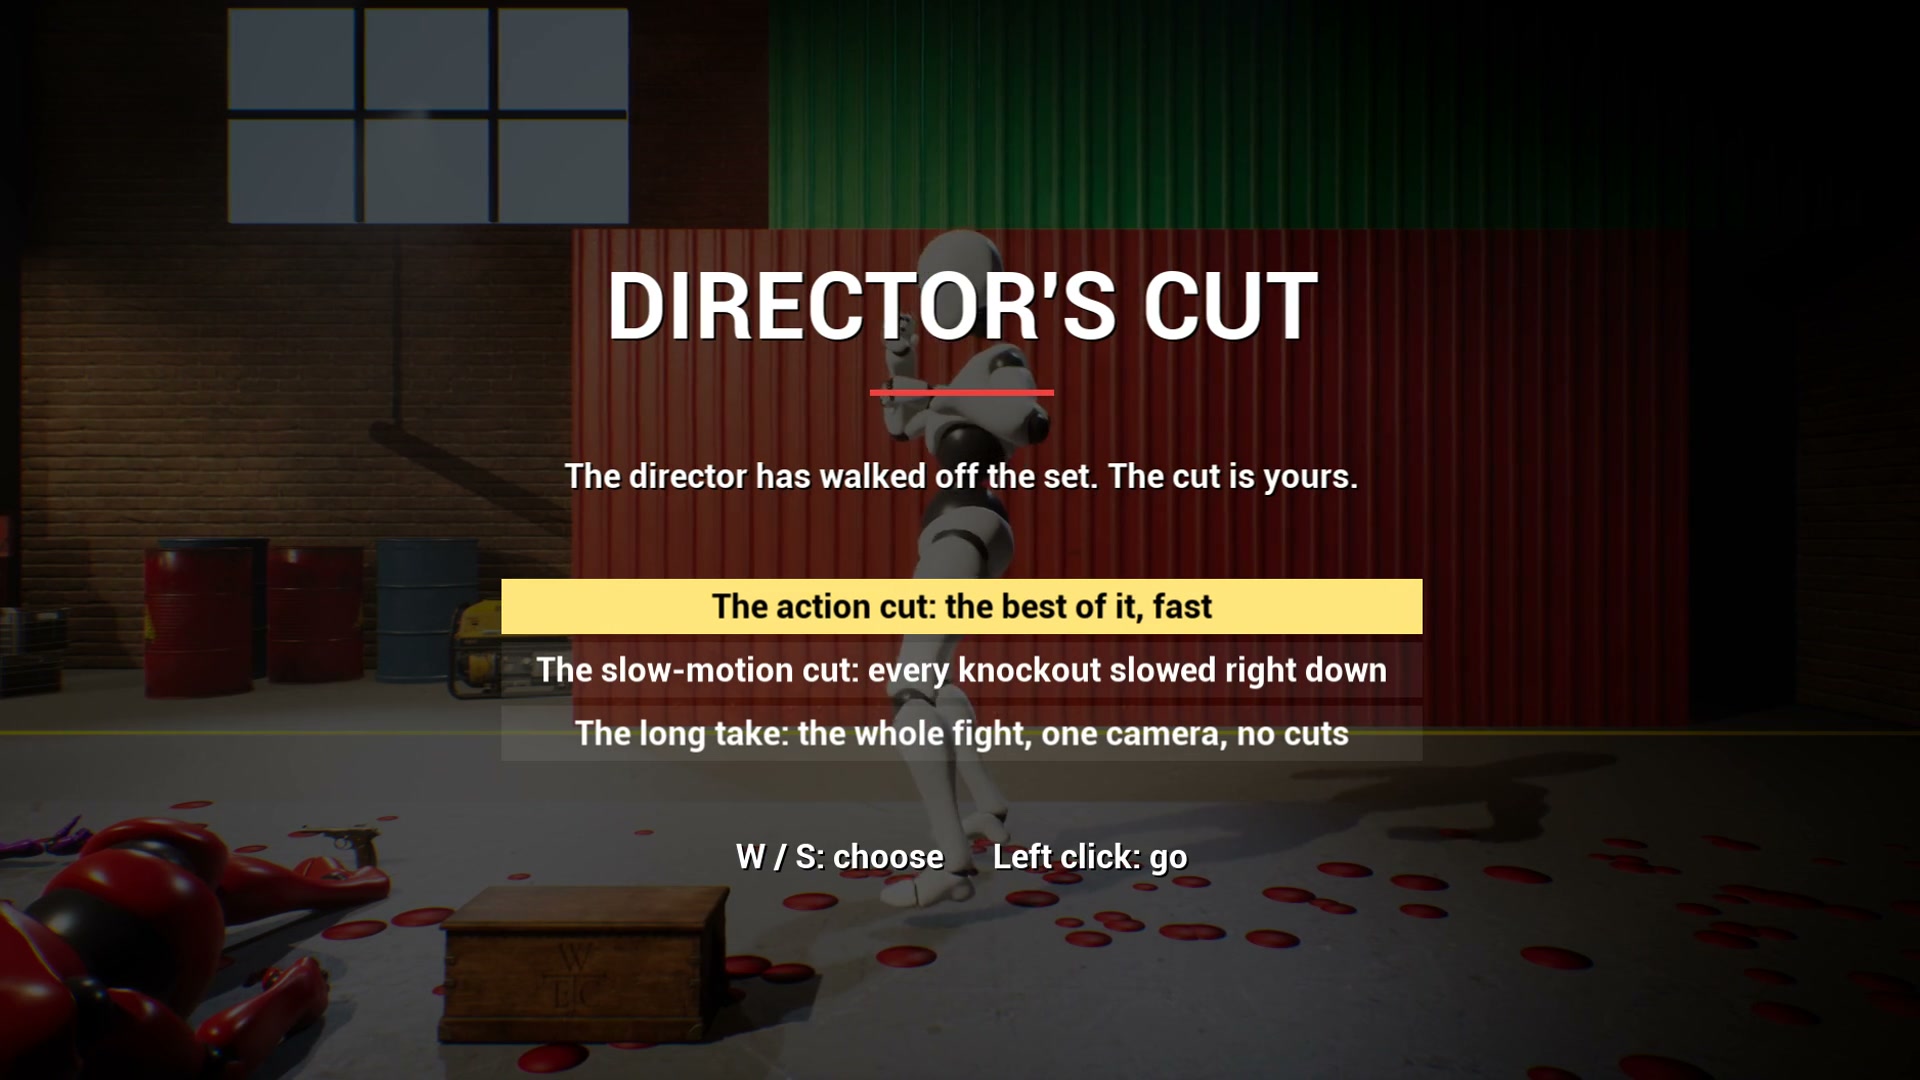 DIRECTOR'S CUT
The director has walked off the set. The cut is yours.
The action cut: the best of it, fast
The slow-motion cut: every knockout slowed right down
The long take: the whole fight, one camera, no cuts
W / S: choose Left click: go
W
E C